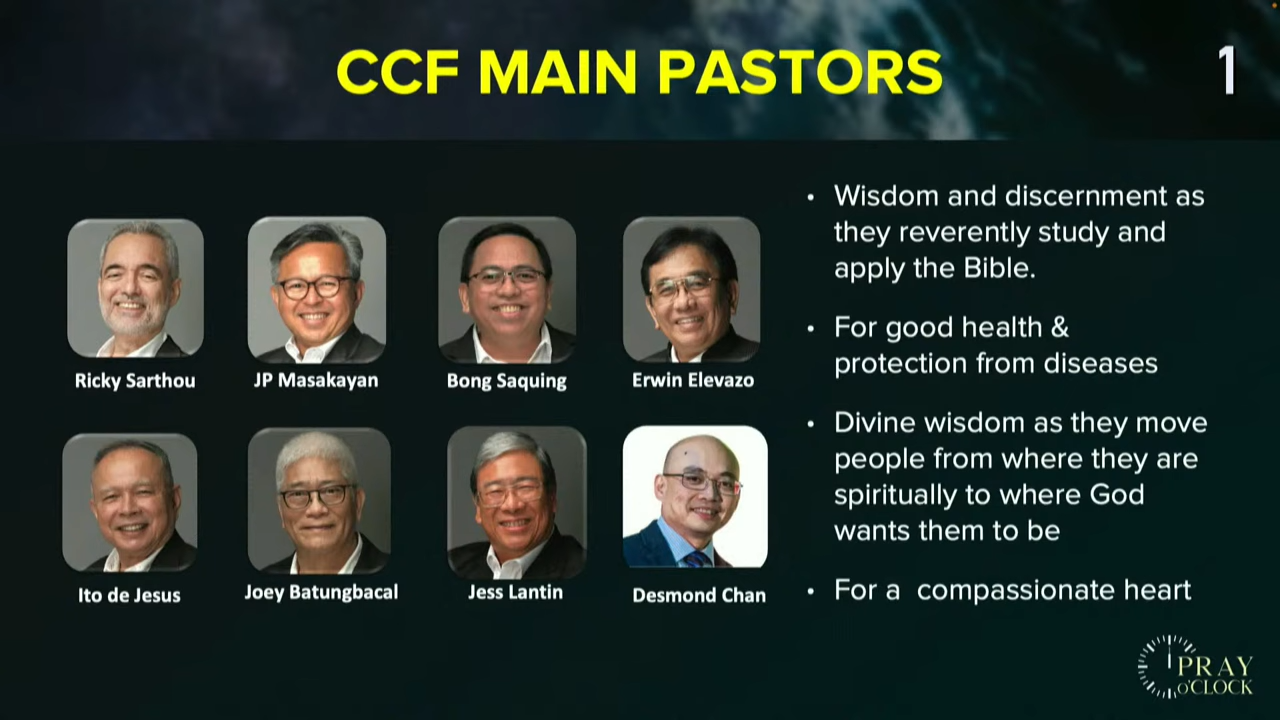 CCF MAIN PASTORS
1
Ricky Sarthou
JP Masakayan
Bong Saquing
Erwin Elevazo
Ito de Jesus
Joey Batungbacal
Jess Lantin
Desmond Chan
• Wisdom and discernment as
they reverently study and
apply the Bible.
• For good health &
protection from diseases
• Divine wisdom as they move
people from where they are
spiritually to where God
wants them to be
• For a  compassionate heart
PRAY
O'CLOCK